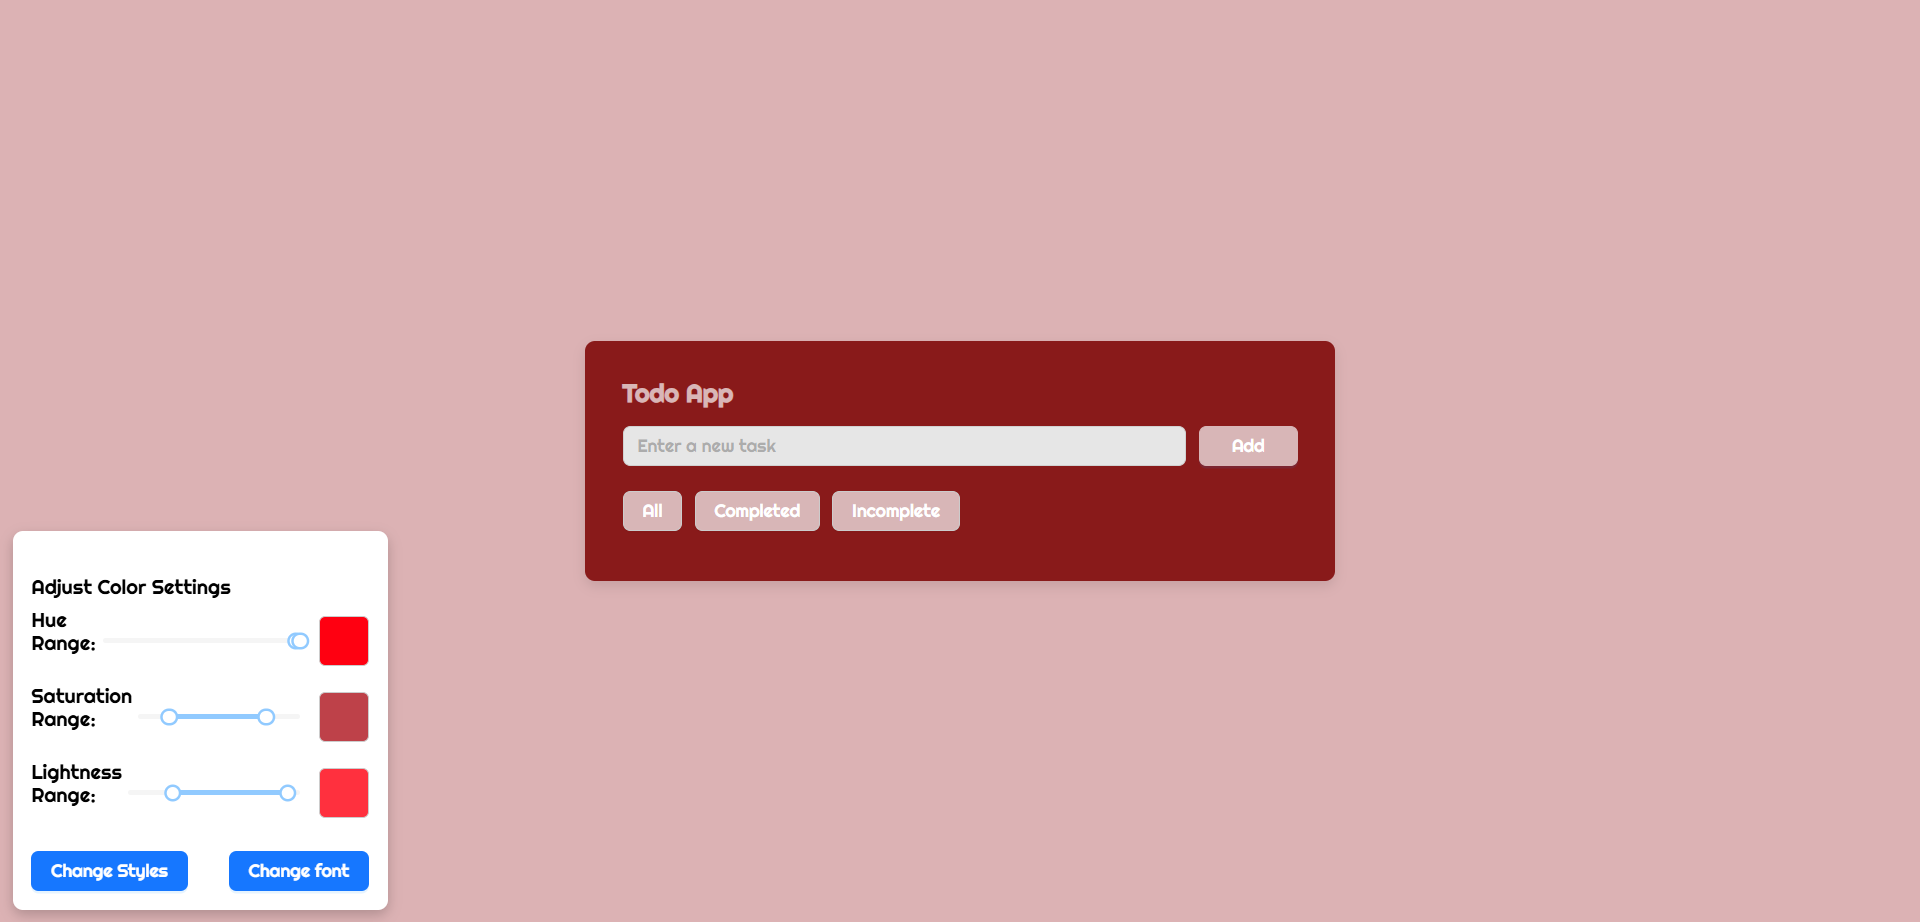 Todo App
Enter a new task
Add
All
Completed
Incomplete
Adjust Color Settings
Hue
Range:
Saturation
Range:
Lightness
Range:
Change Styles
Change font